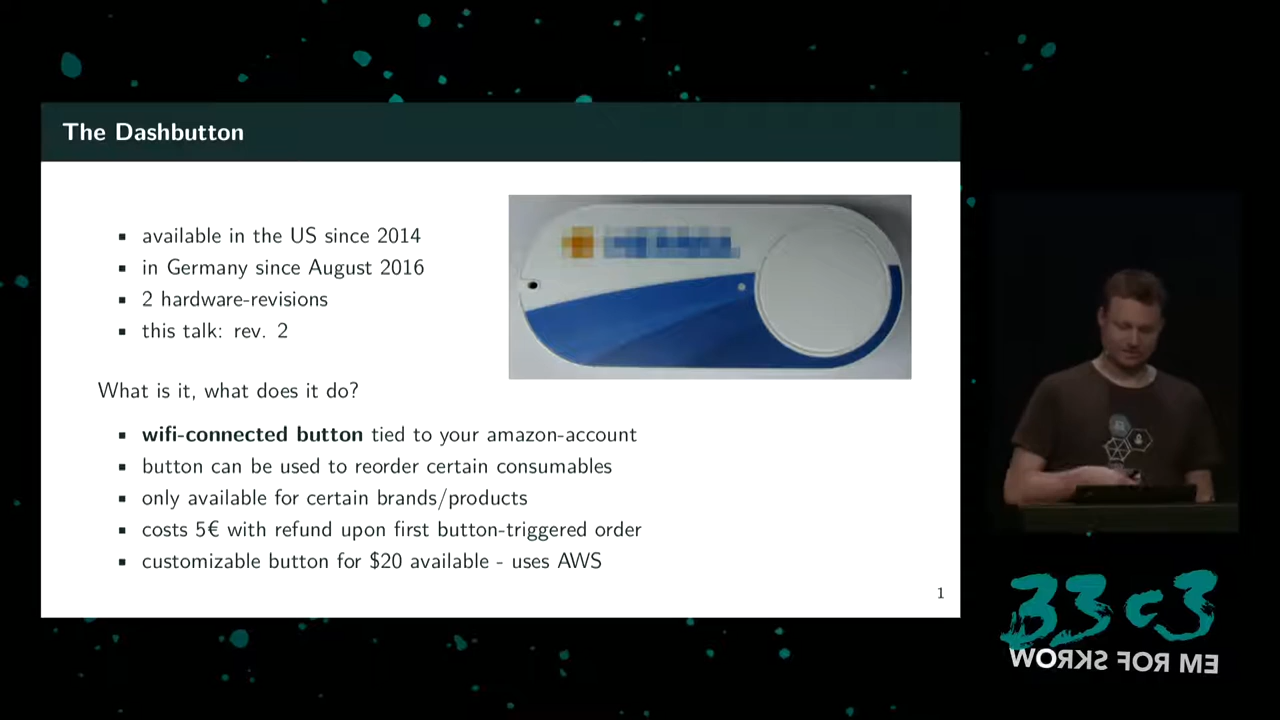 The Dashbutton
available in the US since 2014
in Germany since August 2016
2 hardware-revisions
this talk: rev. 2
What is it, what does it do?
wifi-connected button tied to your amazon-account
button can be used to reorder certain consumables
only available for certain brands/products
costs 5€ with refund upon first button-triggered order
customizable button for $20 available - uses AWS
1
33c3
WORKS FOR ME